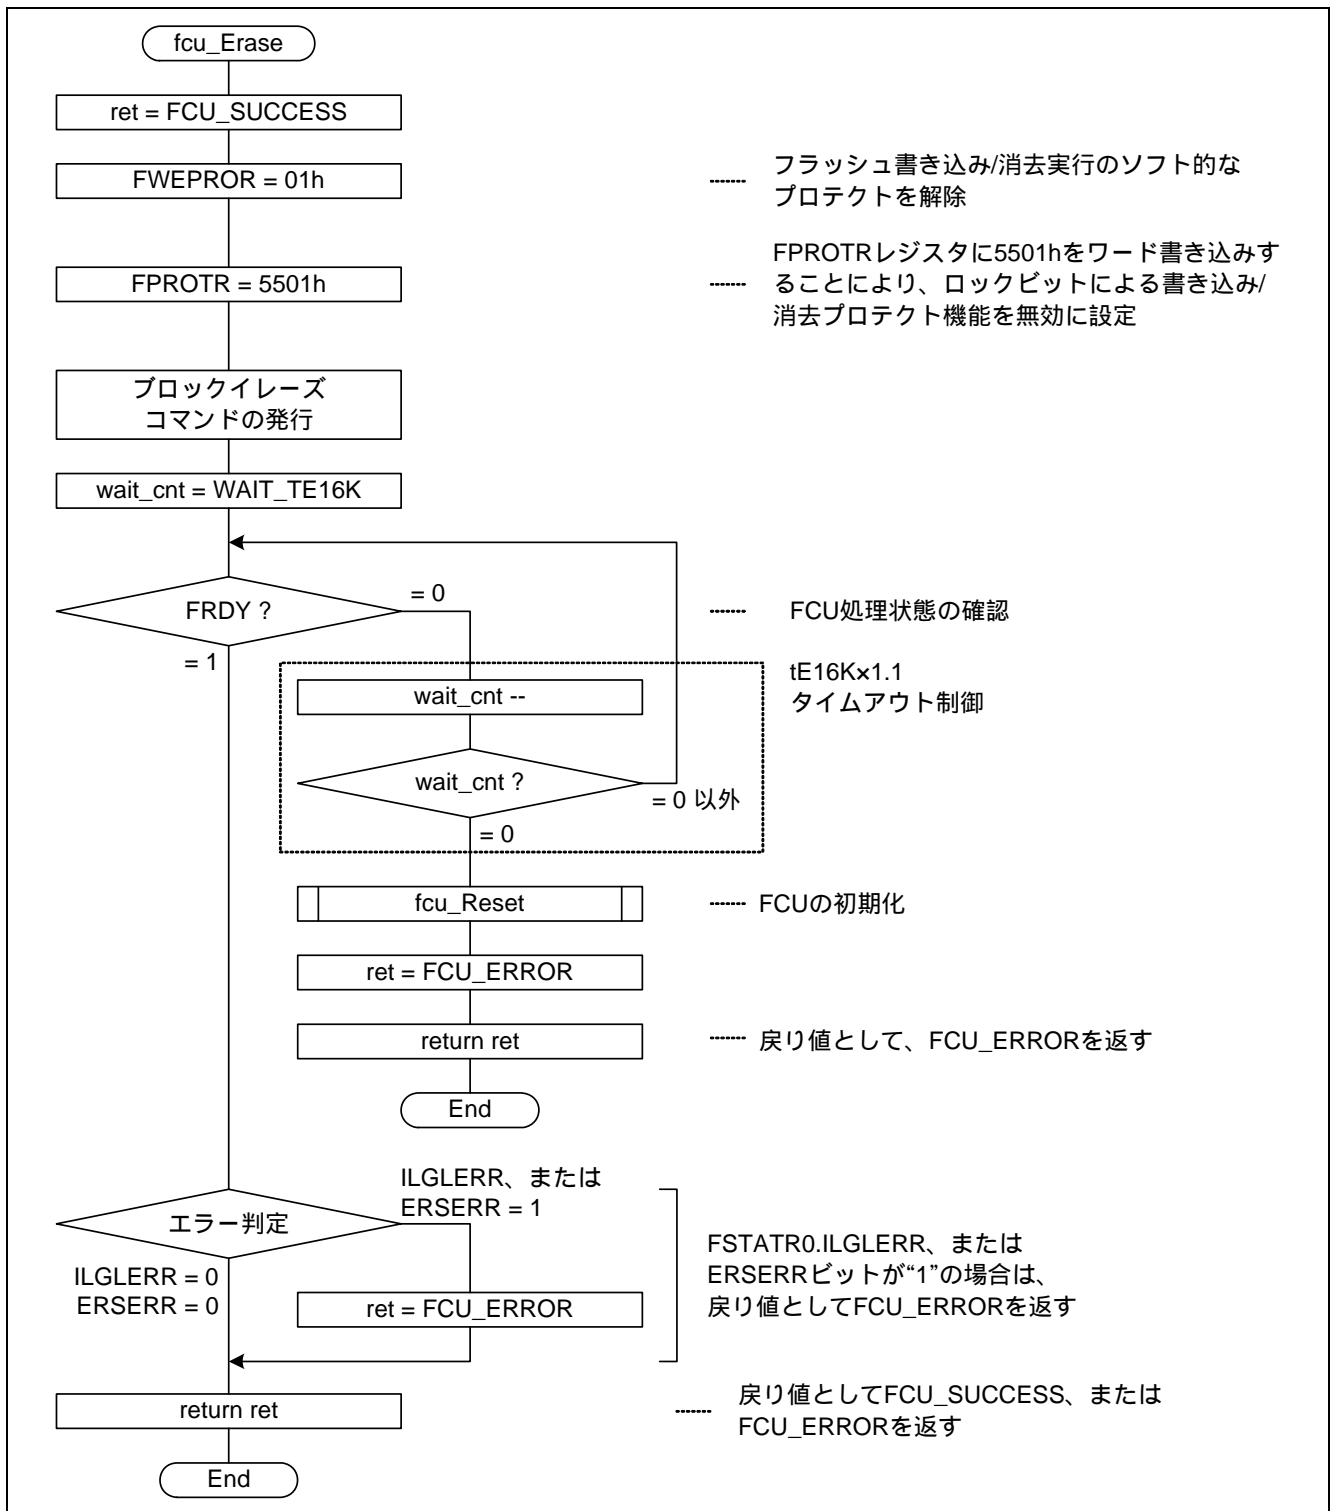 fcu_Erase
ret = FCU_SUCCESS
FWEPROR = 01h
フラッシュ書き込み/消去実行のソフト的な
プロテクトを解除
FPROTR = 5501h
FPROTRレジスタに5501hをワード書き込みす
ることにより、ロックビットによる書き込み/
消去プロテクト機能を無効に設定
ブロックイレーズ
コマンドの発行
wait_cnt = WAIT_TE16K
FRDY ?
= 0
= 1
FCU処理状態の確認
tE16K×1.1
タイムアウト制御
wait_cnt --
wait_cnt ?
= 0 以外
= 0
fcu_Reset
FCUの初期化
ret = FCU_ERROR
return ret
戻り値として、FCU_ERRORを返す
End
エラー判定
ILGLERR、または
ERSERR = 1
ILGLERR = 0
ERSERR = 0
ret = FCU_ERROR
FSTATR0.ILGLERR、または
ERSERRビットが“1”の場合は、
戻り値としてFCU_ERRORを返す
return ret
戻り値としてFCU_SUCCESS、または
FCU_ERRORを返す
End